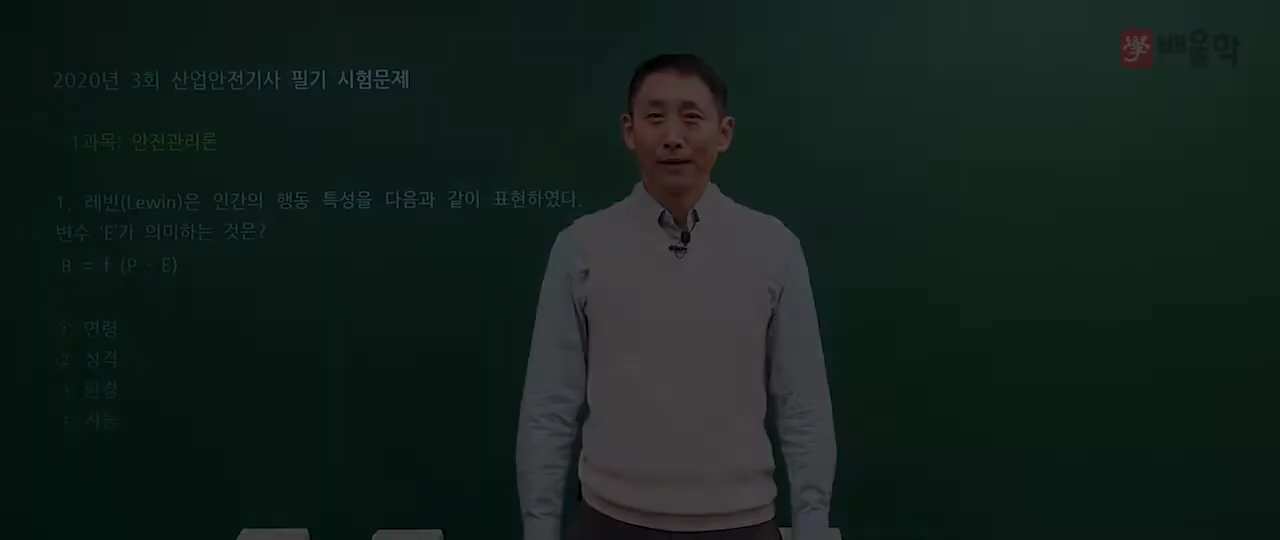 2020년 3회 산업안전기사 필기 시험문제
배울학
1과목: 안전관리론
1. 레빈(Lewin)은 인간의 행동 특성을 다음과 같이 표현하였다.
변수 'E'가 의미하는 것은?
B = f (P · E)
연령
성격
환경
지능